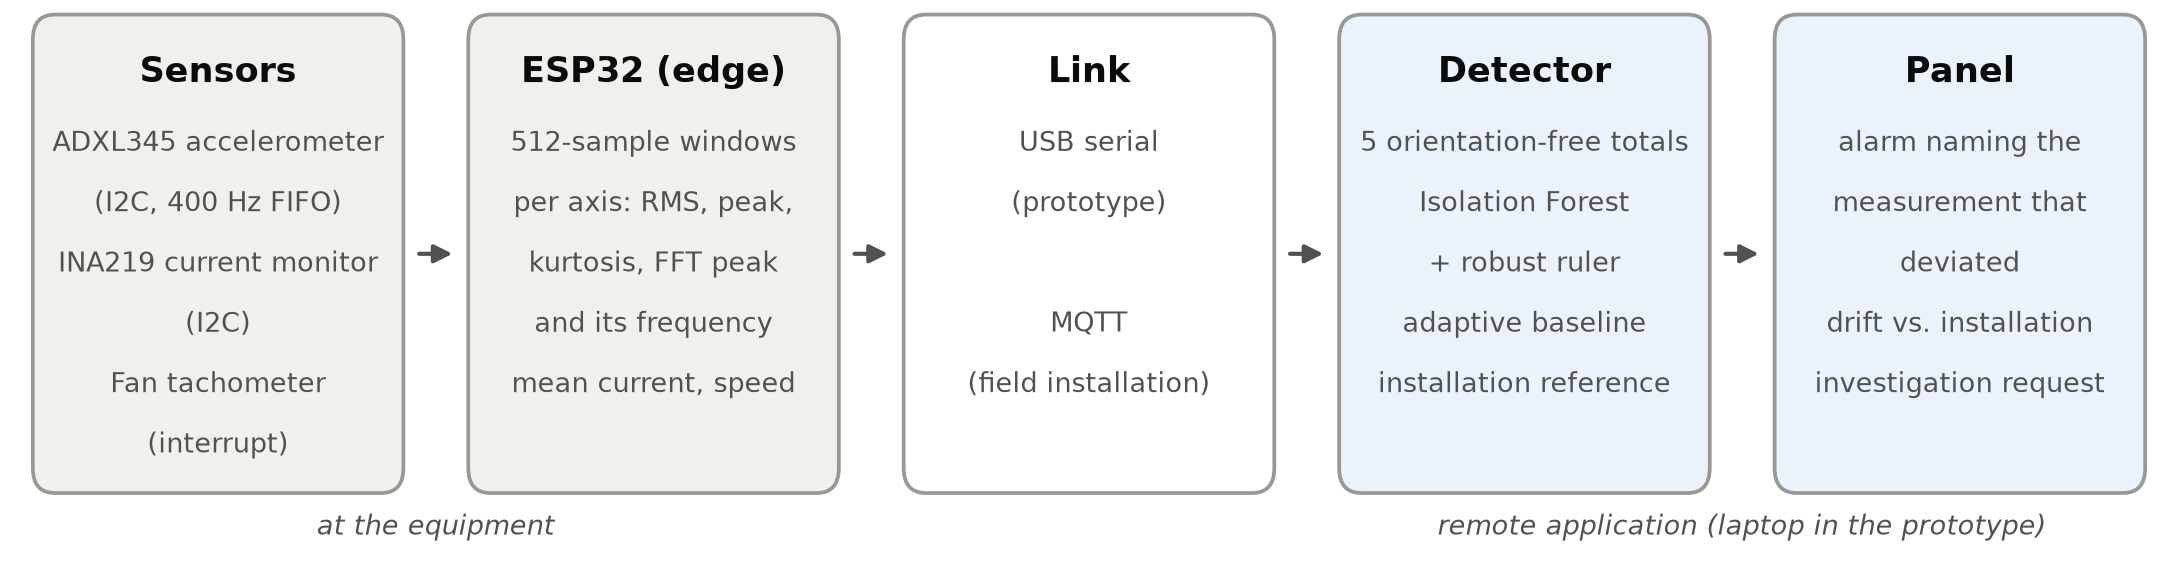 Sensors
ADXL345 accelerometer
(I2C, 400 Hz FIFO)
INA219 current monitor
(I2C)
Fan tachometer
(interrupt)
ESP32 (edge)
512-sample windows
per axis: RMS, peak,
kurtosis, FFT peak
and its frequency
mean current, speed
Link
USB serial
(prototype)
MQTT
(field installation)
Detector
5 orientation-free totals
Isolation Forest
+ robust ruler
adaptive baseline
installation reference
Panel
alarm naming the
measurement that
deviated
drift vs. installation
investigation request
at the equipment
remote application (laptop in the prototype)